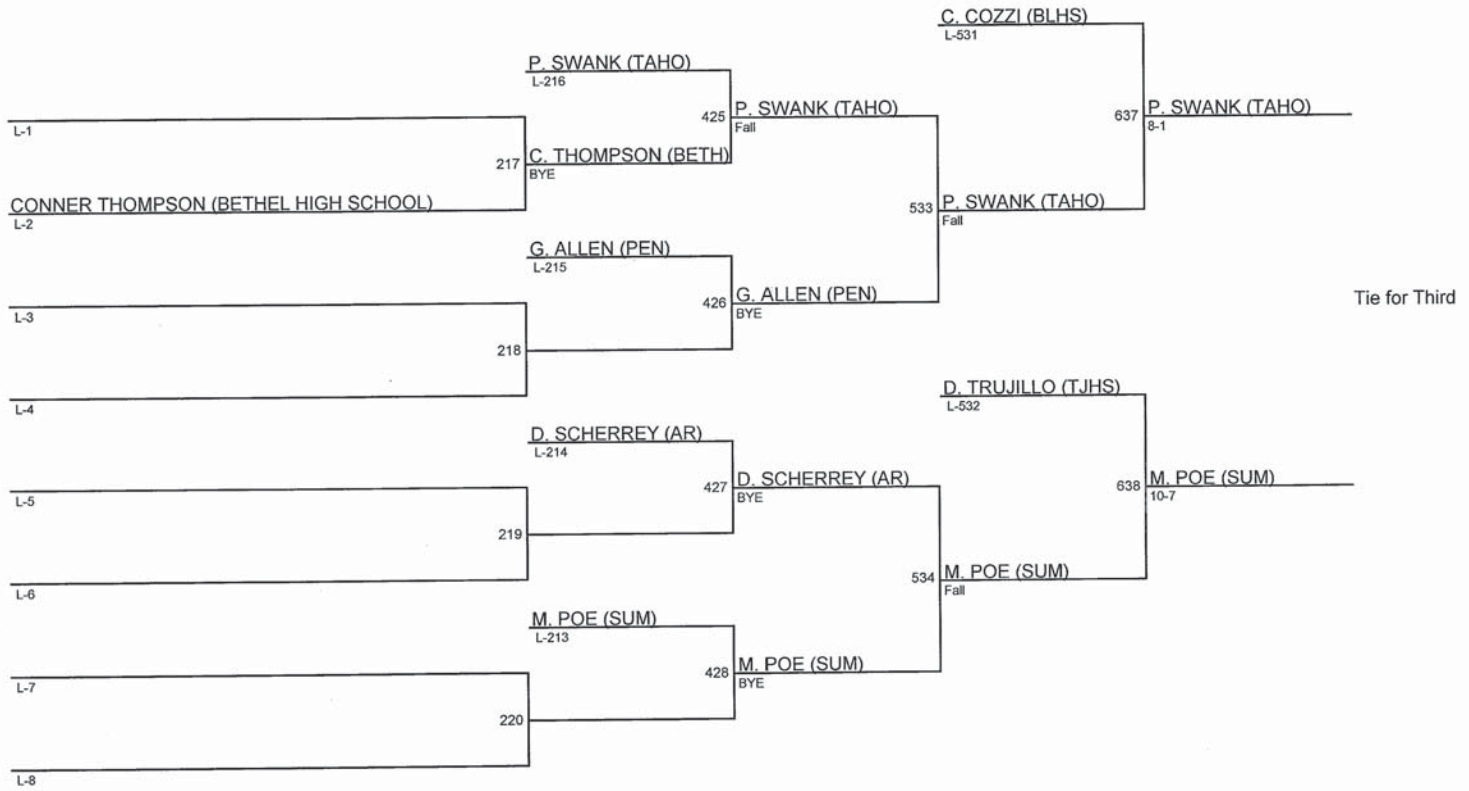 C. COZZI (BLHS)
L-531
P. SWANK (TAHO)
L-216
L-1
425
P. SWANK (TAHO)
Fall
637
P. SWANK (TAHO)
8-1
217
C. THOMPSON (BETH)
BYE
CONNER THOMPSON (BETHEL HIGH SCHOOL)
L-2
533
P. SWANK (TAHO)
Fall
G. ALLEN (PEN)
L-215
L-3
426
G. ALLEN (PEN)
BYE
Tie for Third
218
L-4
D. TRUJILLO (TJHS)
L-532
D. SCHERREY (AR)
L-214
L-5
427
D. SCHERREY (AR)
BYE
638
M. POE (SUM)
10-7
219
L-6
534
M. POE (SUM)
Fall
M. POE (SUM)
L-213
L-7
428
M. POE (SUM)
BYE
220
L-8